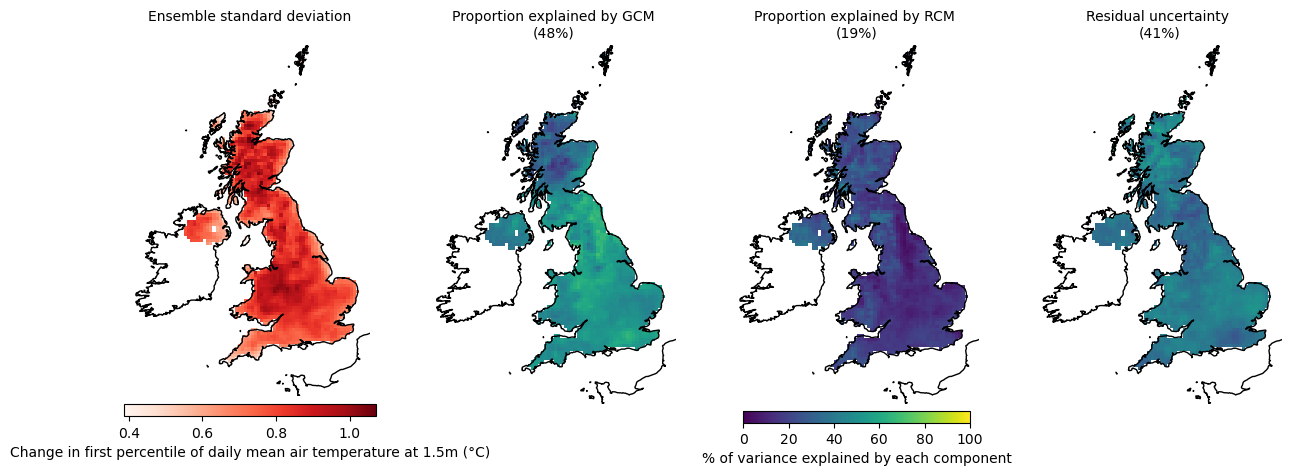 Ensemble standard deviation
Proportion explained by GCM
(48%)
Proportion explained by RCM
(19%)
Residual uncertainty
(41%)
0.4 0.6 0.8 1.0
Change in first percentile of daily mean air temperature at 1.5m (°C)
0 20 40 60 80 100
% of variance explained by each component